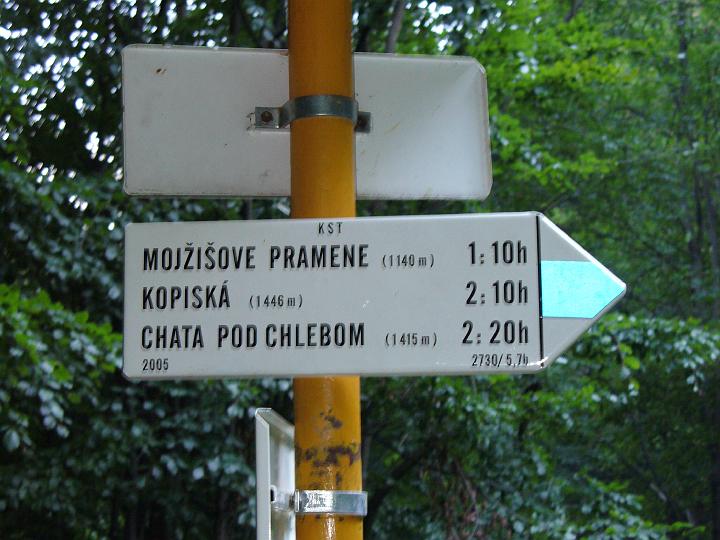 KST
MOJŽIŠOVE PRAMENE (1140 m) 1:10h
KOPISKÁ (1446 m) 2:10h
CHATA POD CHLEBOM (1415 m) 2:20h
2005 2730/5,7b